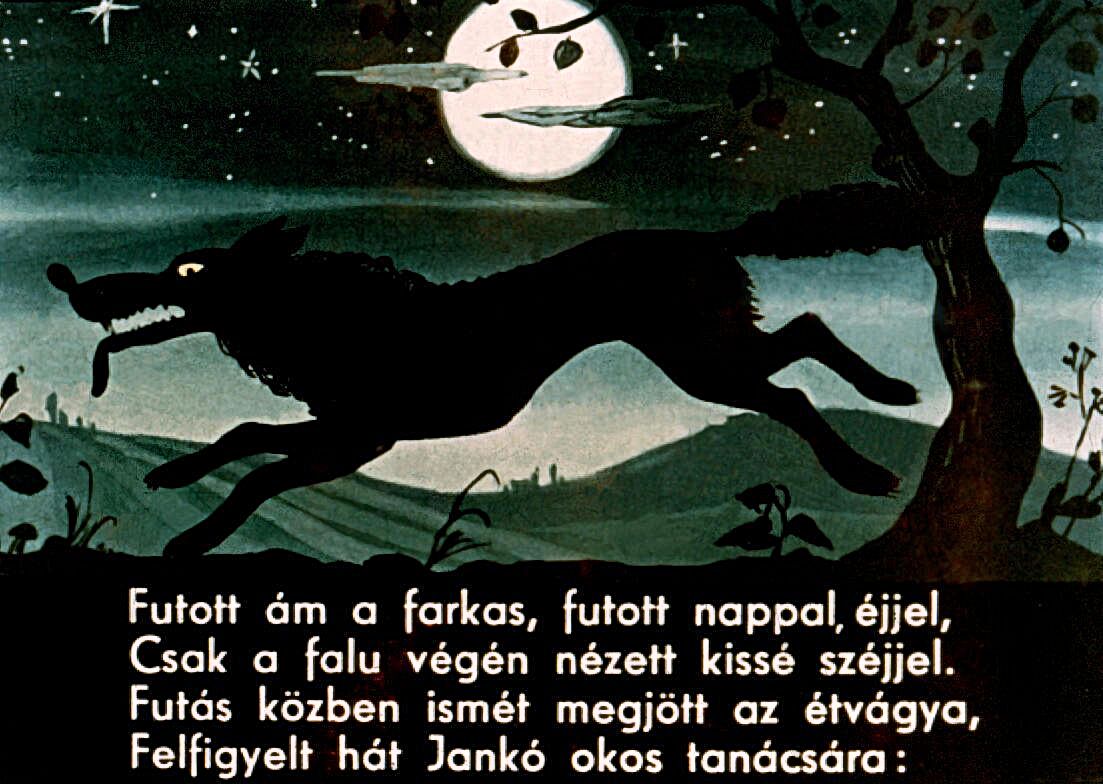 Futott ám a farkas, futott nappal, éjjel,
Csak a falu végén nézett kissé széjjel.
Futás közben ismét megjött az étvágya,
Felfigyelt hát Jankó okos tanácsára: